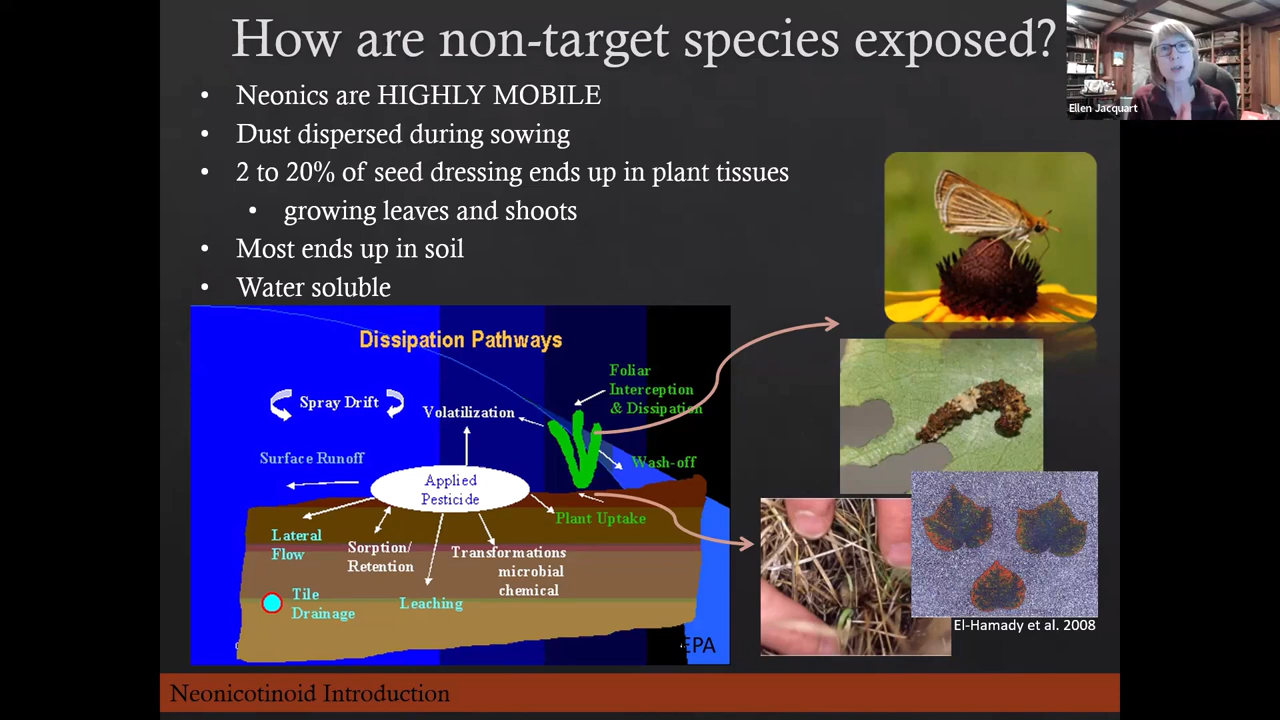 How are non-target species exposed?
Ellen Jacquart
• Neonics are HIGHLY MOBILE
• Dust dispersed during sowing
• 2 to 20% of seed dressing ends up in plant tissues
• growing leaves and shoots
• Most ends up in soil
• Water soluble
Dissipation Pathways
Foliar
Interception
& Dissipation
Spray Drift
Volatilization
Surface Runoff
Wash-off
Applied
Pesticide
Plant Uptake
Lateral
Flow
Sorption/
Retention
Transformations
microbial
chemical
Tile
Drainage
Leaching
EPA
El-Hamady et al. 2008
Neonicotinoid Introduction